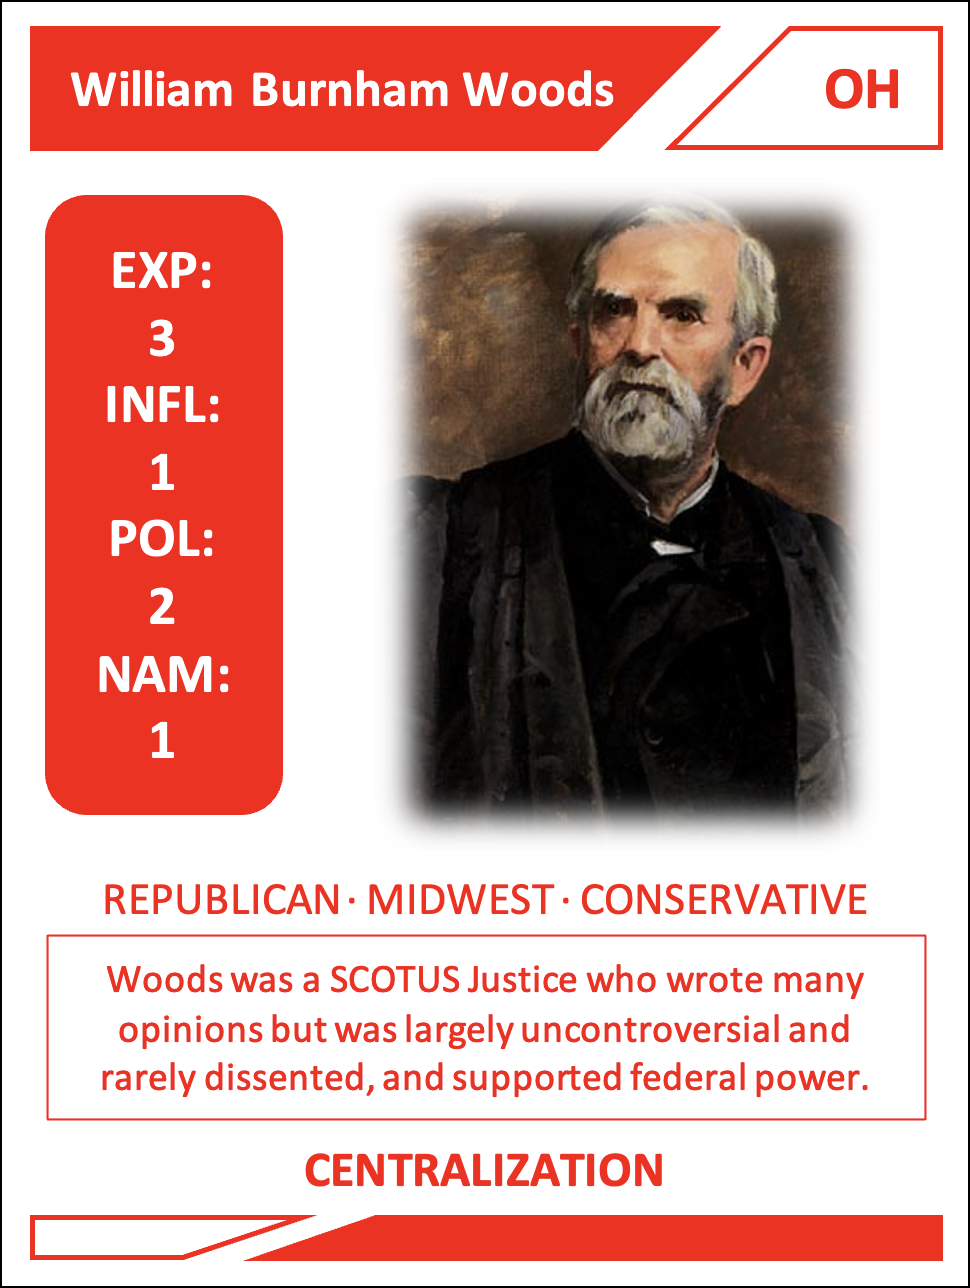 William Burnham Woods
OH
EXP:
3
INFL:
1
POL:
2
NAM:
1
REPUBLICAN · MIDWEST · CONSERVATIVE
Woods was a SCOTUS Justice who wrote many
opinions but was largely uncontroversial and
rarely dissented, and supported federal power.
CENTRALIZATION